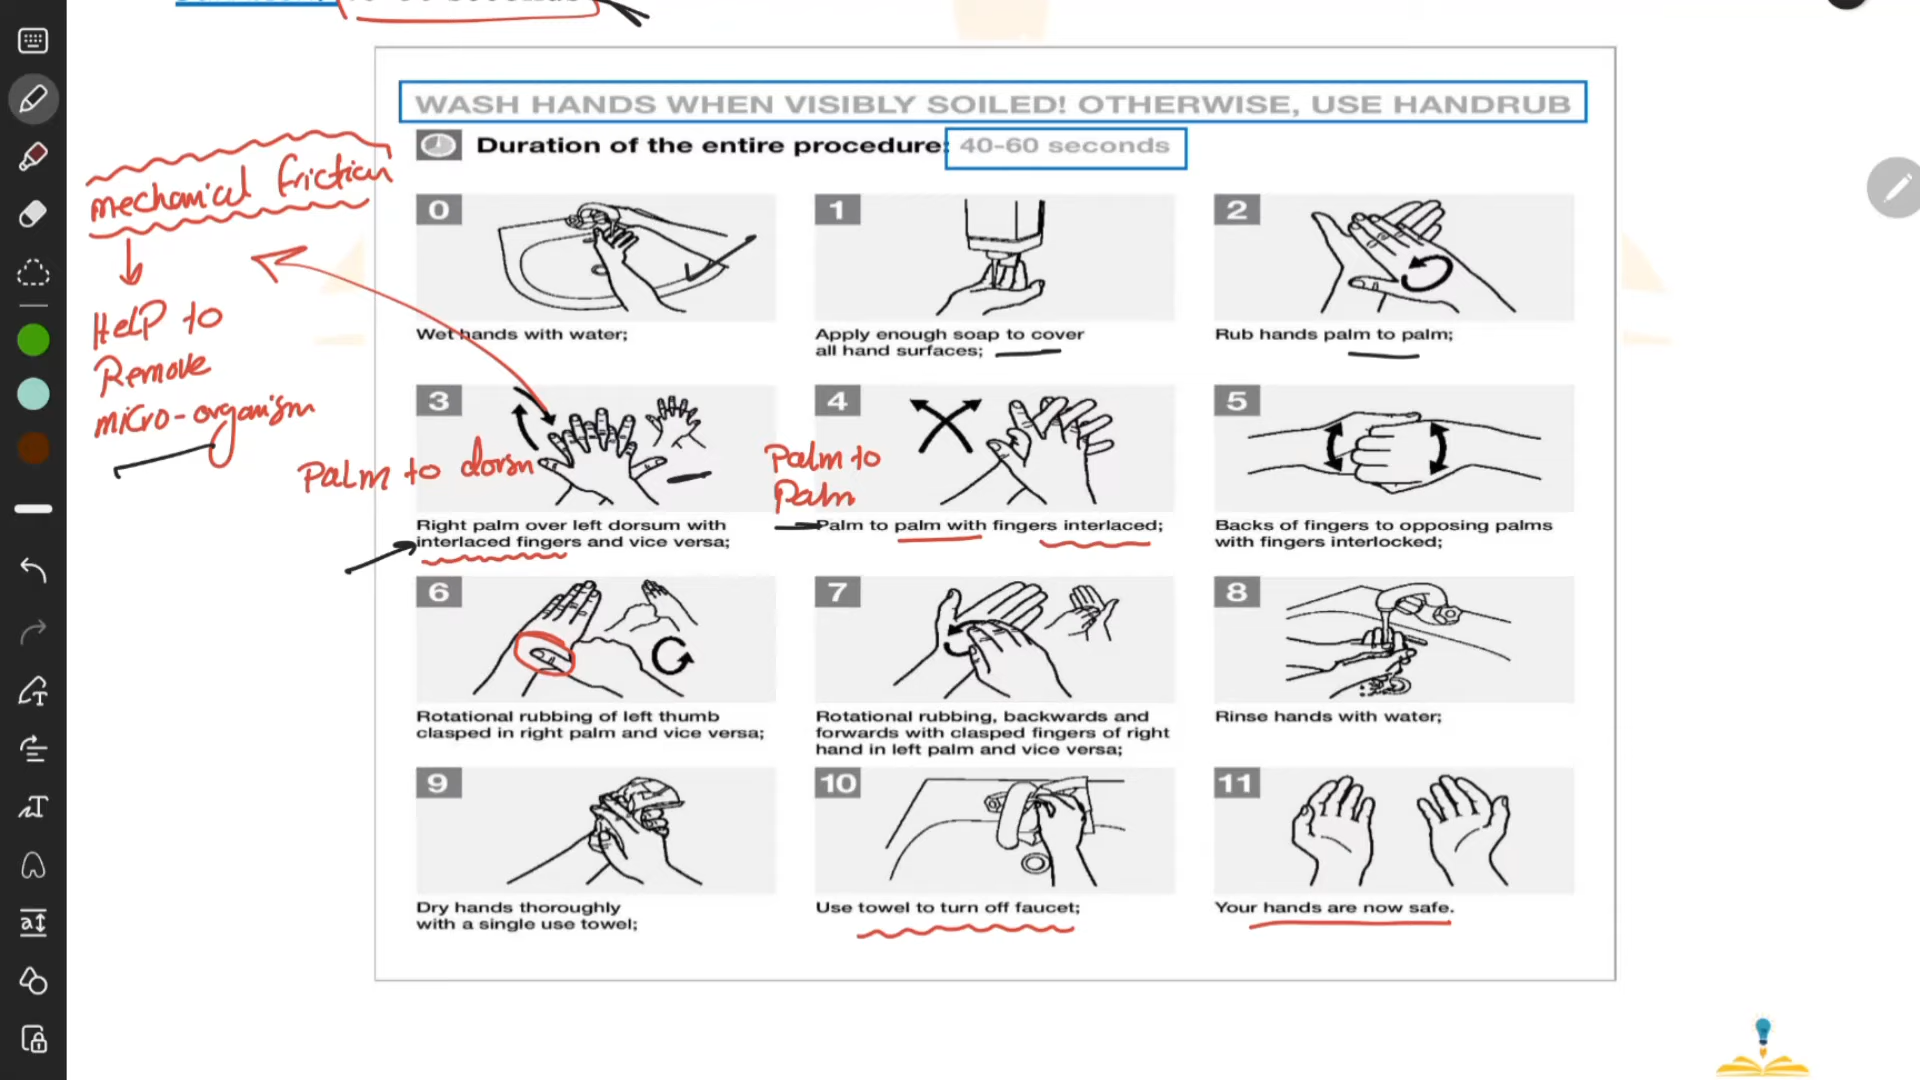 WASH HANDS WHEN VISIBLY SOILED! OTHERWISE, USE HANDRUB
Duration of the entire procedure: 40-60 seconds
mechanical friction
HELP to
Remove
micro-organism
0
Wet hands with water;
1
Apply enough soap to cover
all hand surfaces;
2
Rub hands palm to palm;
3
Palm to dorsm
Right palm over left dorsum with
interlaced fingers and vice versa;
4
Palm to
Palm
Palm to palm with fingers interlaced;
5
Backs of fingers to opposing palms
with fingers interlocked;
6
Rotational rubbing of left thumb
clasped in right palm and vice versa;
7
Rotational rubbing, backwards and
forwards with clasped fingers of right
hand in left palm and vice versa;
8
Rinse hands with water;
9
Dry hands thoroughly
with a single use towel;
10
Use towel to turn off faucet;
11
Your hands are now safe.